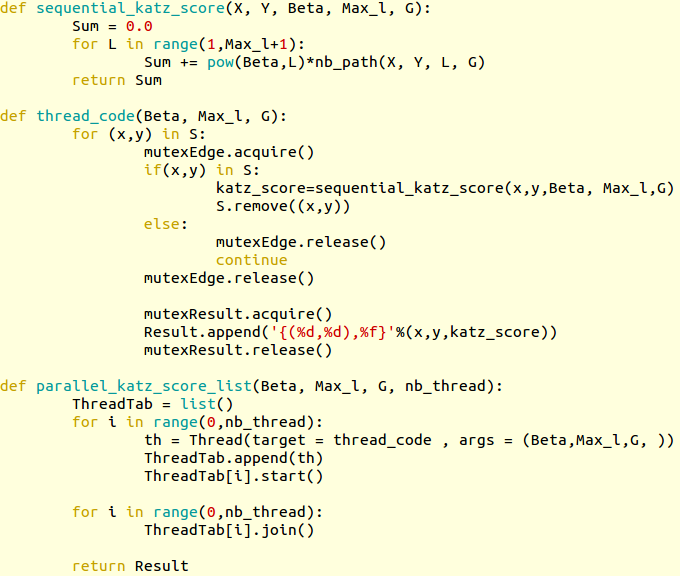 def sequential_katz_score(X, Y, Beta, Max_l, G):
        Sum = 0.0
        for L in range(1,Max_l+1):
                Sum += pow(Beta,L)*nb_path(X, Y, L, G)
        return Sum

def thread_code(Beta, Max_l, G):
        for (x,y) in S:
                mutexEdge.acquire()
                if(x,y) in S:
                        katz_score=sequential_katz_score(x,y,Beta, Max_l,G)
                        S.remove((x,y))
                else:
                        mutexEdge.release()
                        continue
                mutexEdge.release()

                mutexResult.acquire()
                Result.append('{(%d,%d),%f}'%(x,y,katz_score))
                mutexResult.release()

def parallel_katz_score_list(Beta, Max_l, G, nb_thread):
        ThreadTab = list()
        for i in range(0,nb_thread):
                th = Thread(target = thread_code , args = (Beta,Max_l,G, ))
                ThreadTab.append(th)
                ThreadTab[i].start()

        for i in range(0,nb_thread):
                ThreadTab[i].join()

        return Result